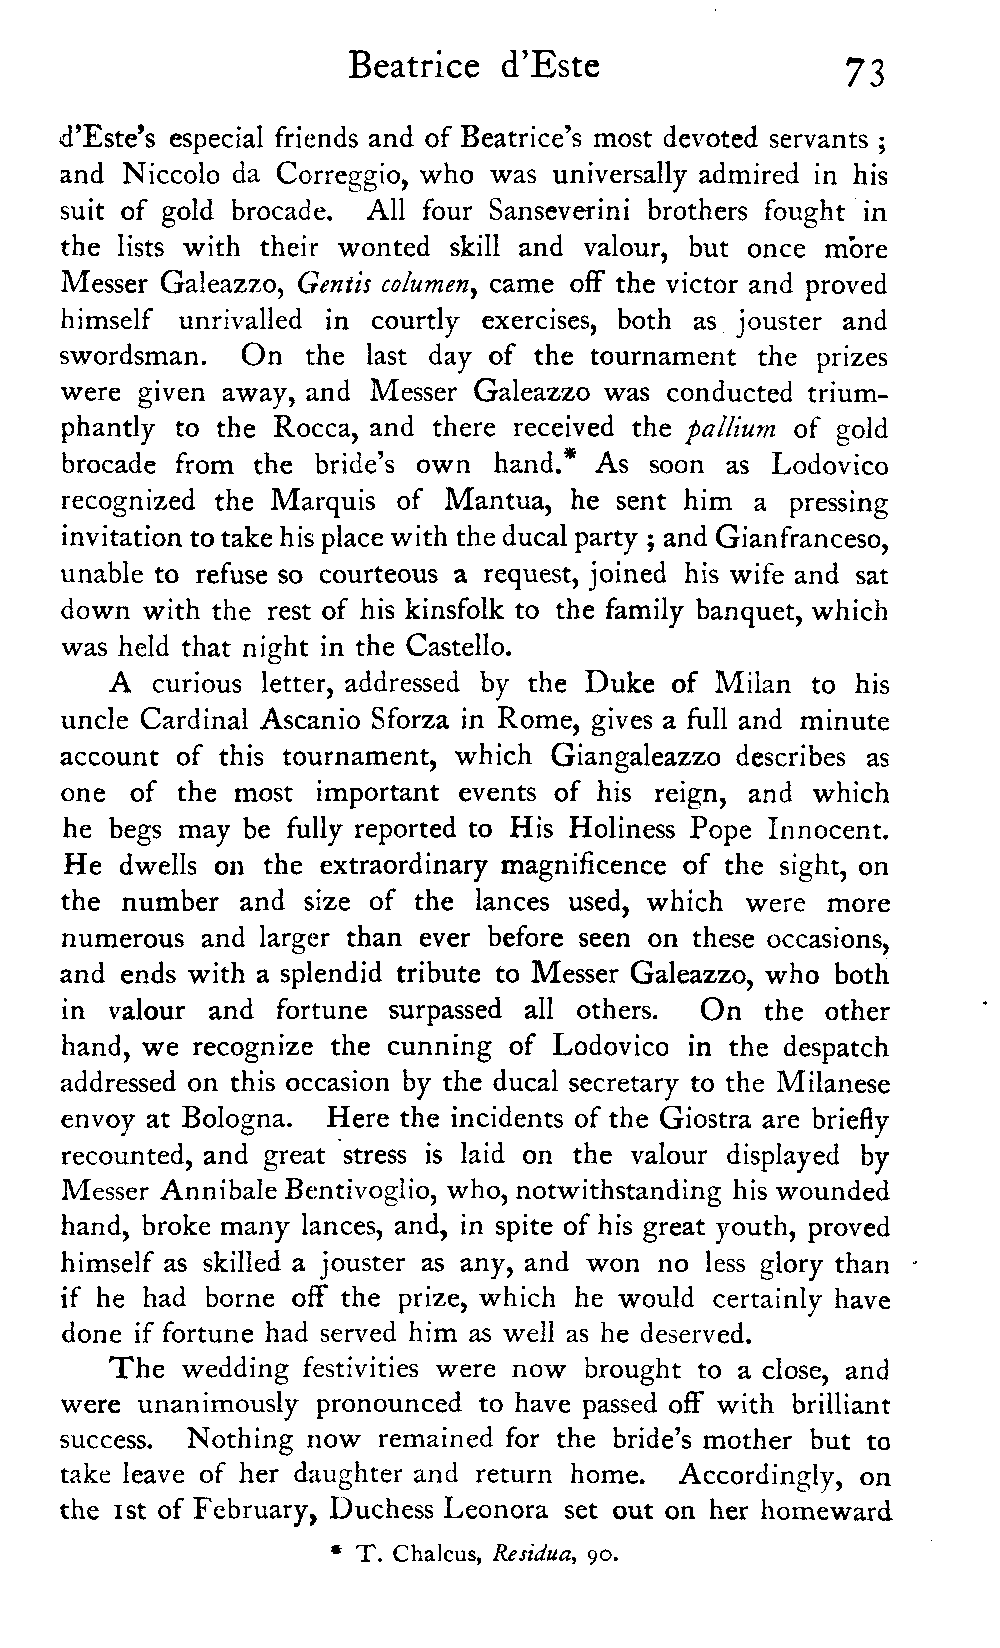 Beatrice d'Este 73
d'Este's especial friends and of Beatrice's most devoted servants ;
and Niccolo da Correggio, who was universally admired in his
suit of gold brocade. All four Sanseverini brothers fought in
the lists with their wonted skill and valour, but once more
Messer Galeazzo, Gentis columen, came off the victor and proved
himself unrivalled in courtly exercises, both as jouster and
swordsman. On the last day of the tournament the prizes
were given away, and Messer Galeazzo was conducted trium-
phantly to the Rocca, and there received the pallium of gold
brocade from the bride's own hand.* As soon as Lodovico
recognized the Marquis of Mantua, he sent him a pressing
invitation to take his place with the ducal party ; and Gianfranceso,
unable to refuse so courteous a request, joined his wife and sat
down with the rest of his kinsfolk to the family banquet, which
was held that night in the Castello.
A curious letter, addressed by the Duke of Milan to his
uncle Cardinal Ascanio Sforza in Rome, gives a full and minute
account of this tournament, which Giangaleazzo describes as
one of the most important events of his reign, and which
he begs may be fully reported to His Holiness Pope Innocent.
He dwells on the extraordinary magnificence of the sight, on
the number and size of the lances used, which were more
numerous and larger than ever before seen on these occasions,
and ends with a splendid tribute to Messer Galeazzo, who both
in valour and fortune surpassed all others. On the other
hand, we recognize the cunning of Lodovico in the despatch
addressed on this occasion by the ducal secretary to the Milanese
envoy at Bologna. Here the incidents of the Giostra are briefly
recounted, and great stress is laid on the valour displayed by
Messer Annibale Bentivoglio, who, notwithstanding his wounded
hand, broke many lances, and, in spite of his great youth, proved
himself as skilled a jouster as any, and won no less glory than
if he had borne off the prize, which he would certainly have
done if fortune had served him as well as he deserved.
The wedding festivities were now brought to a close, and
were unanimously pronounced to have passed off with brilliant
success. Nothing now remained for the bride's mother but to
take leave of her daughter and return home. Accordingly, on
the 1st of February, Duchess Leonora set out on her homeward
* T. Chalcus, Residua, 90.